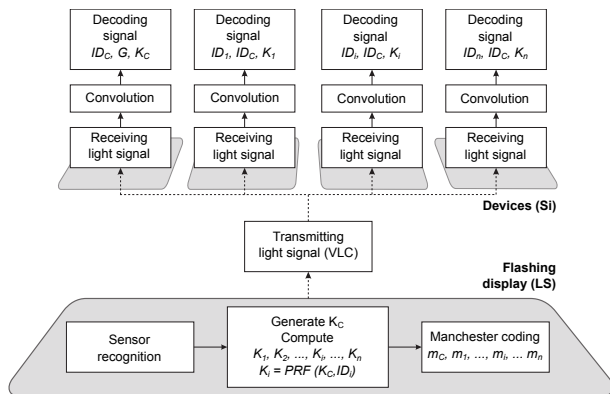 Decoding
signal
ID_C, G, K_C
Decoding
signal
ID_1, ID_C, K_1
Decoding
signal
ID_i, ID_C, K_i
Decoding
signal
ID_n, ID_C, K_n
Convolution
Convolution
Convolution
Convolution
Receiving
light signal
Receiving
light signal
Receiving
light signal
Receiving
light signal
Devices (Si)
Transmitting
light signal (VLC)
Flashing
display (LS)
Sensor
recognition
Generate K_C
Compute
K_1, K_2, ..., K_i, ..., K_n
K_i = PRF (K_C,ID_i)
Manchester coding
m_C, m_1, ..., m_i, ... m_n